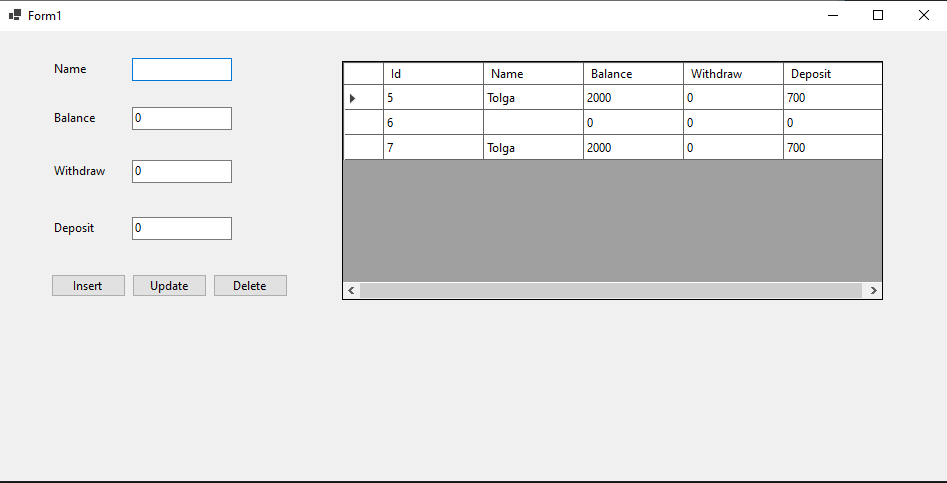 Form1
Name
Balance 0
Withdraw 0
Deposit 0
Insert Update Delete
Id Name Balance Withdraw Deposit
5 Tolga 2000 0 700
6 0 0 0
7 Tolga 2000 0 700